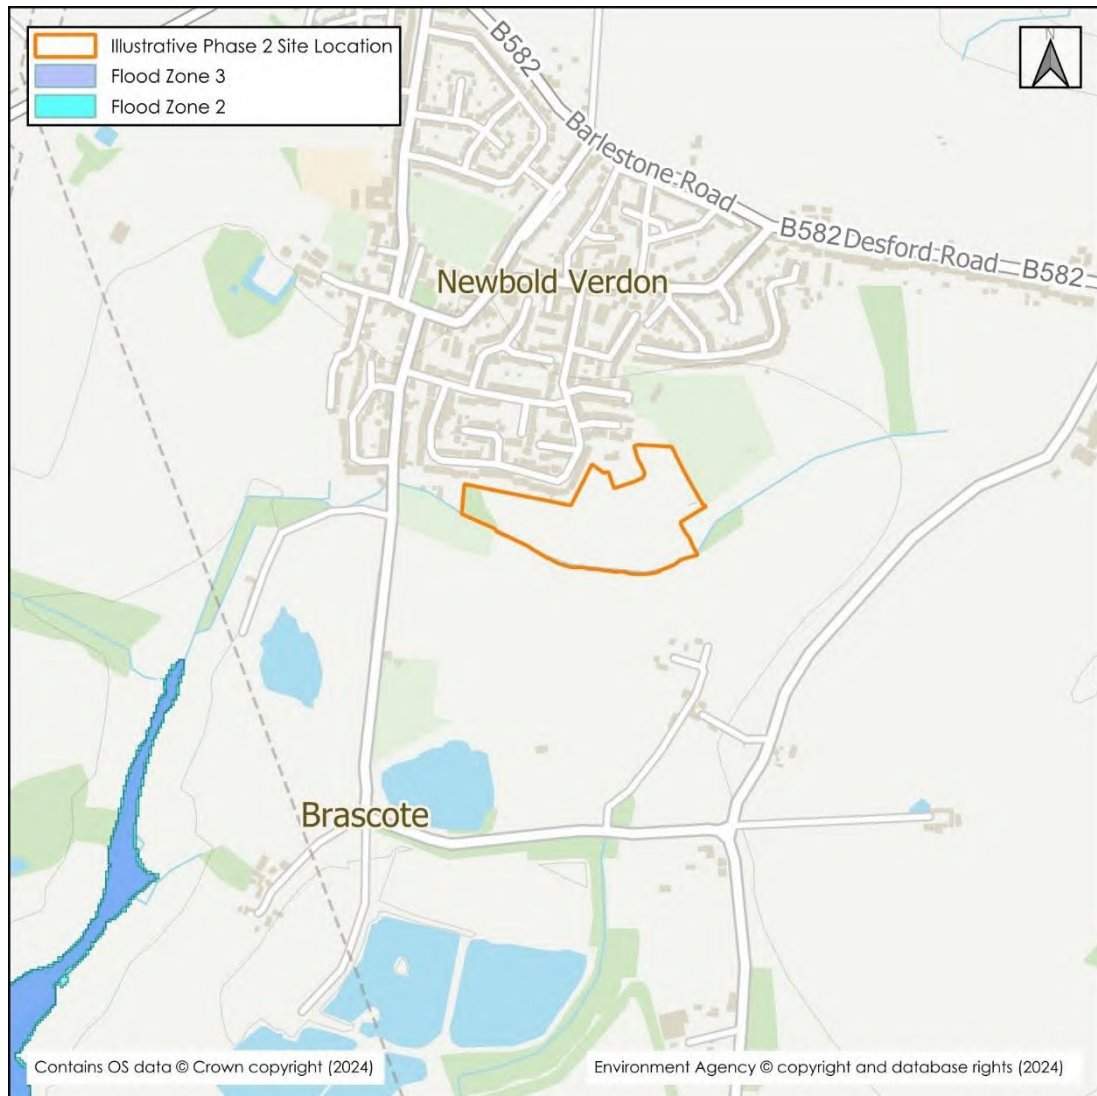 Illustrative Phase 2 Site Location
Flood Zone 3
Flood Zone 2
N
B582
Barlestone Road
B582 Desford Road B582
Newbold Verdon
Brascote
Contains OS data © Crown copyright (2024)
Environment Agency © copyright and database rights (2024)